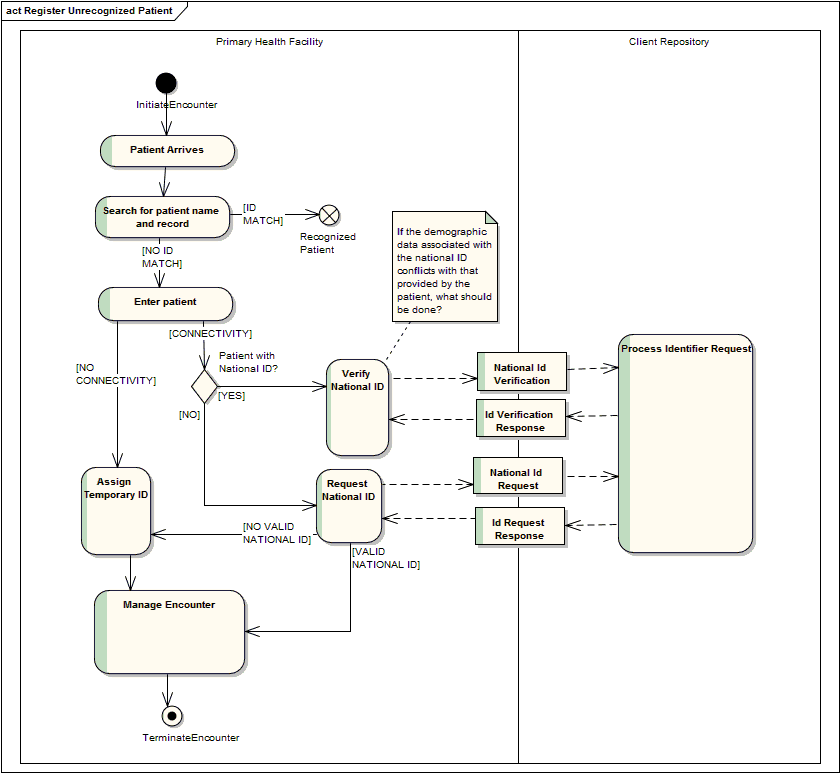 act Register Unrecognized Patient
Primary Health Facility
Client Repository
InitiateEncounter
Patient Arrives
Search for patient name
and record
[ID
MATCH]
Recognized
Patient
[NO ID
MATCH]
If the demographic
data associated with
the national ID
conflicts with that
provided by the
patient, what should
be done?
Enter patient
[CONNECTIVITY]
[NO
CONNECTIVITY]
Patient with
National ID?
[YES]
[NO]
Verify
National ID
National Id
Verification
Process Identifier Request
Id Verification
Response
Assign
Temporary ID
Request
National ID
National Id
Request
Id Request
Response
[NO VALID
NATIONAL ID]
[VALID
NATIONAL ID]
Manage Encounter
TerminateEncounter